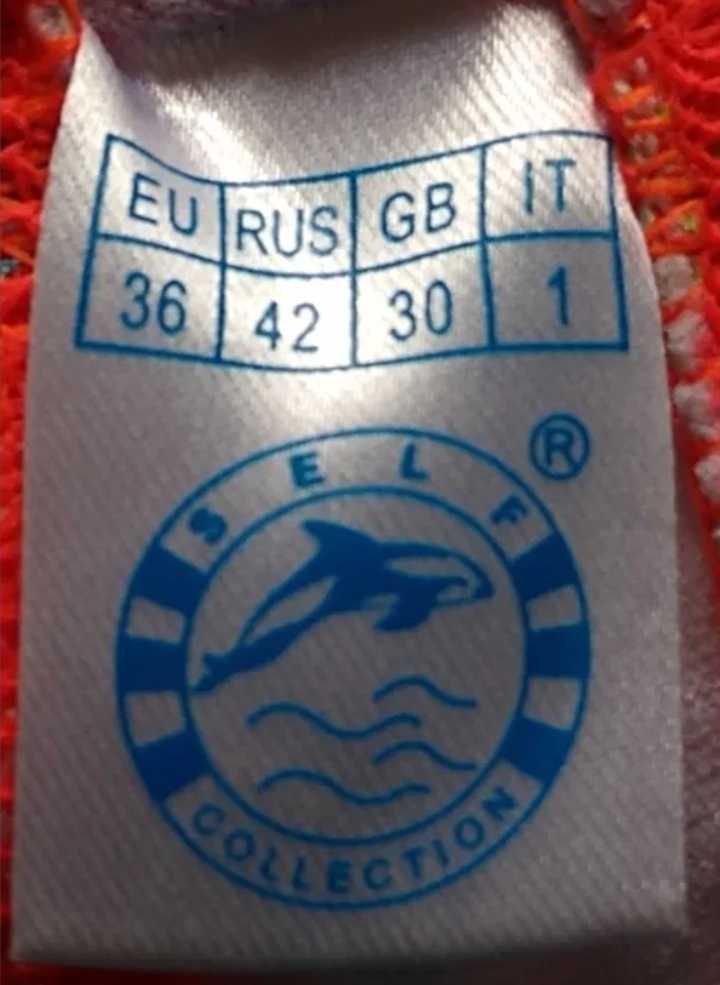 EU RUS GB IT
36 42 30 1
®
SELF
COLLECTION